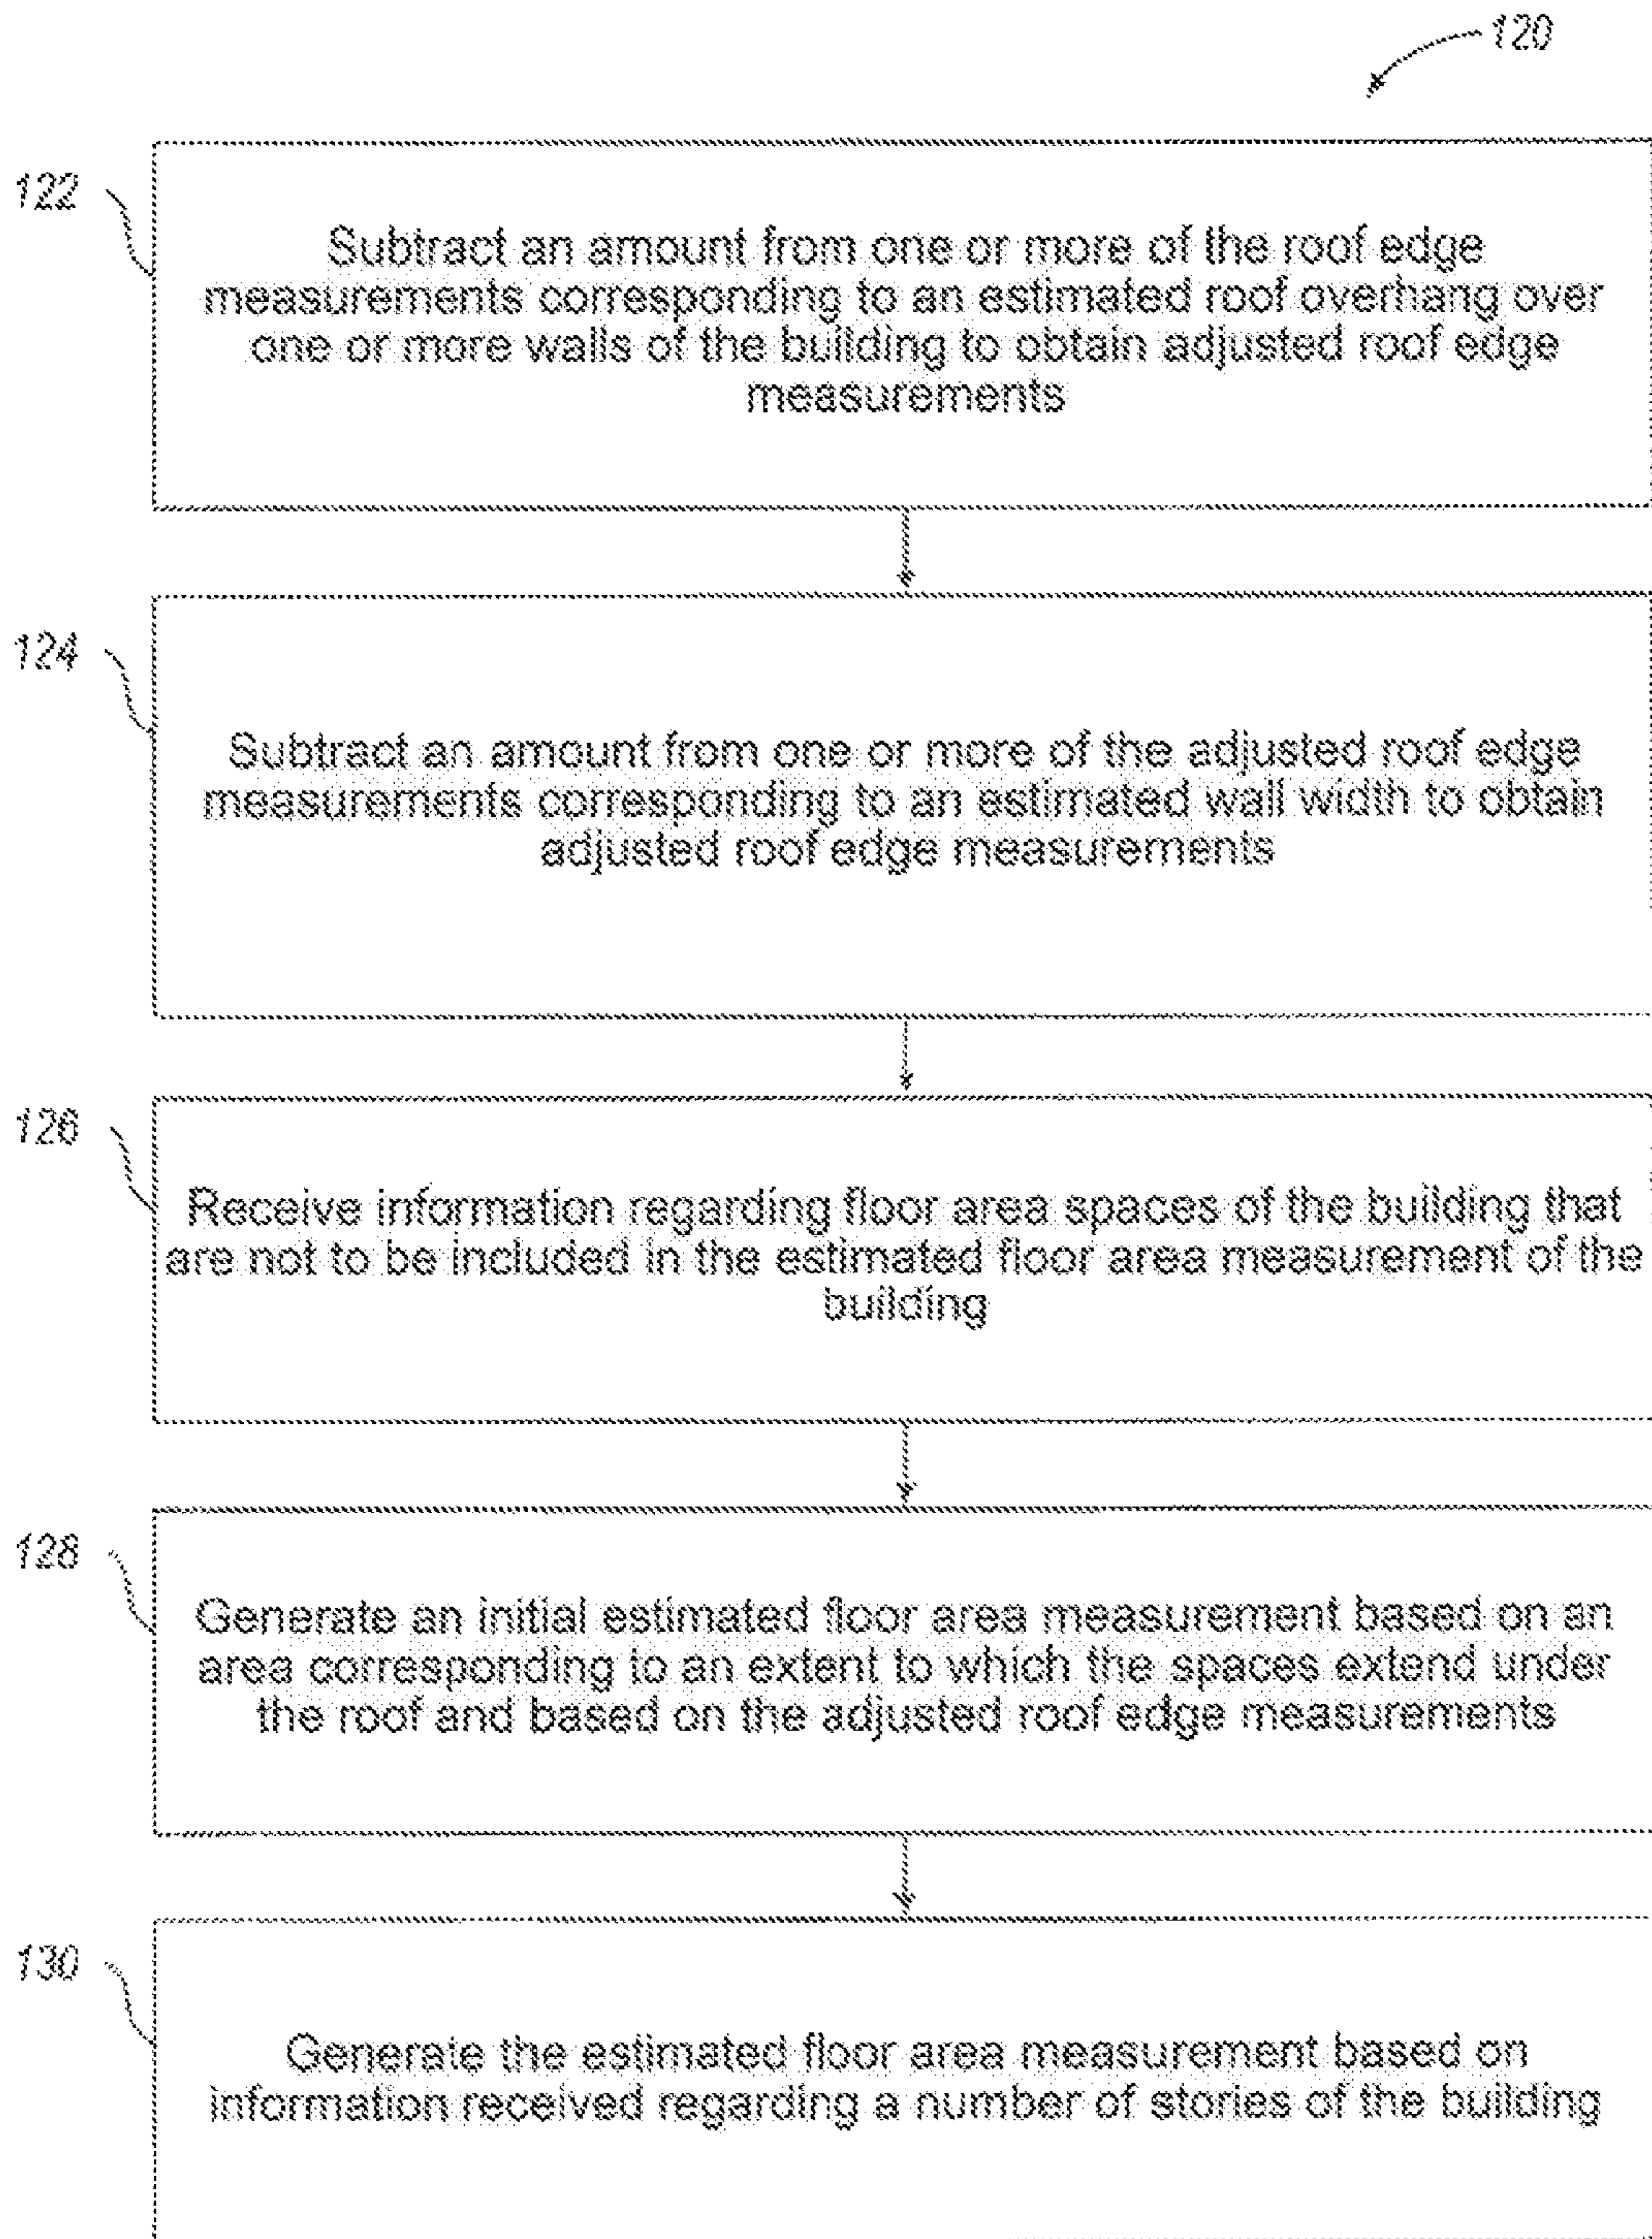 120
122
Subtract an amount from one or more of the roof edge
measurements corresponding to an estimated roof overhang over
one or more walls of the building to obtain adjusted roof edge
measurements
124
Subtract an amount from one or more of the adjusted roof edge
measurements corresponding to an estimated wall width to obtain
adjusted roof edge measurements
126
Receive information regarding floor area spaces of the building that
are not to be included in the estimated floor area measurement of the
building
128
Generate an initial estimated floor area measurement based on an
area corresponding to an extent to which the spaces extend under
the roof and based on the adjusted roof edge measurements
130
Generate the estimated floor area measurement based on
information received regarding a number of stories of the building